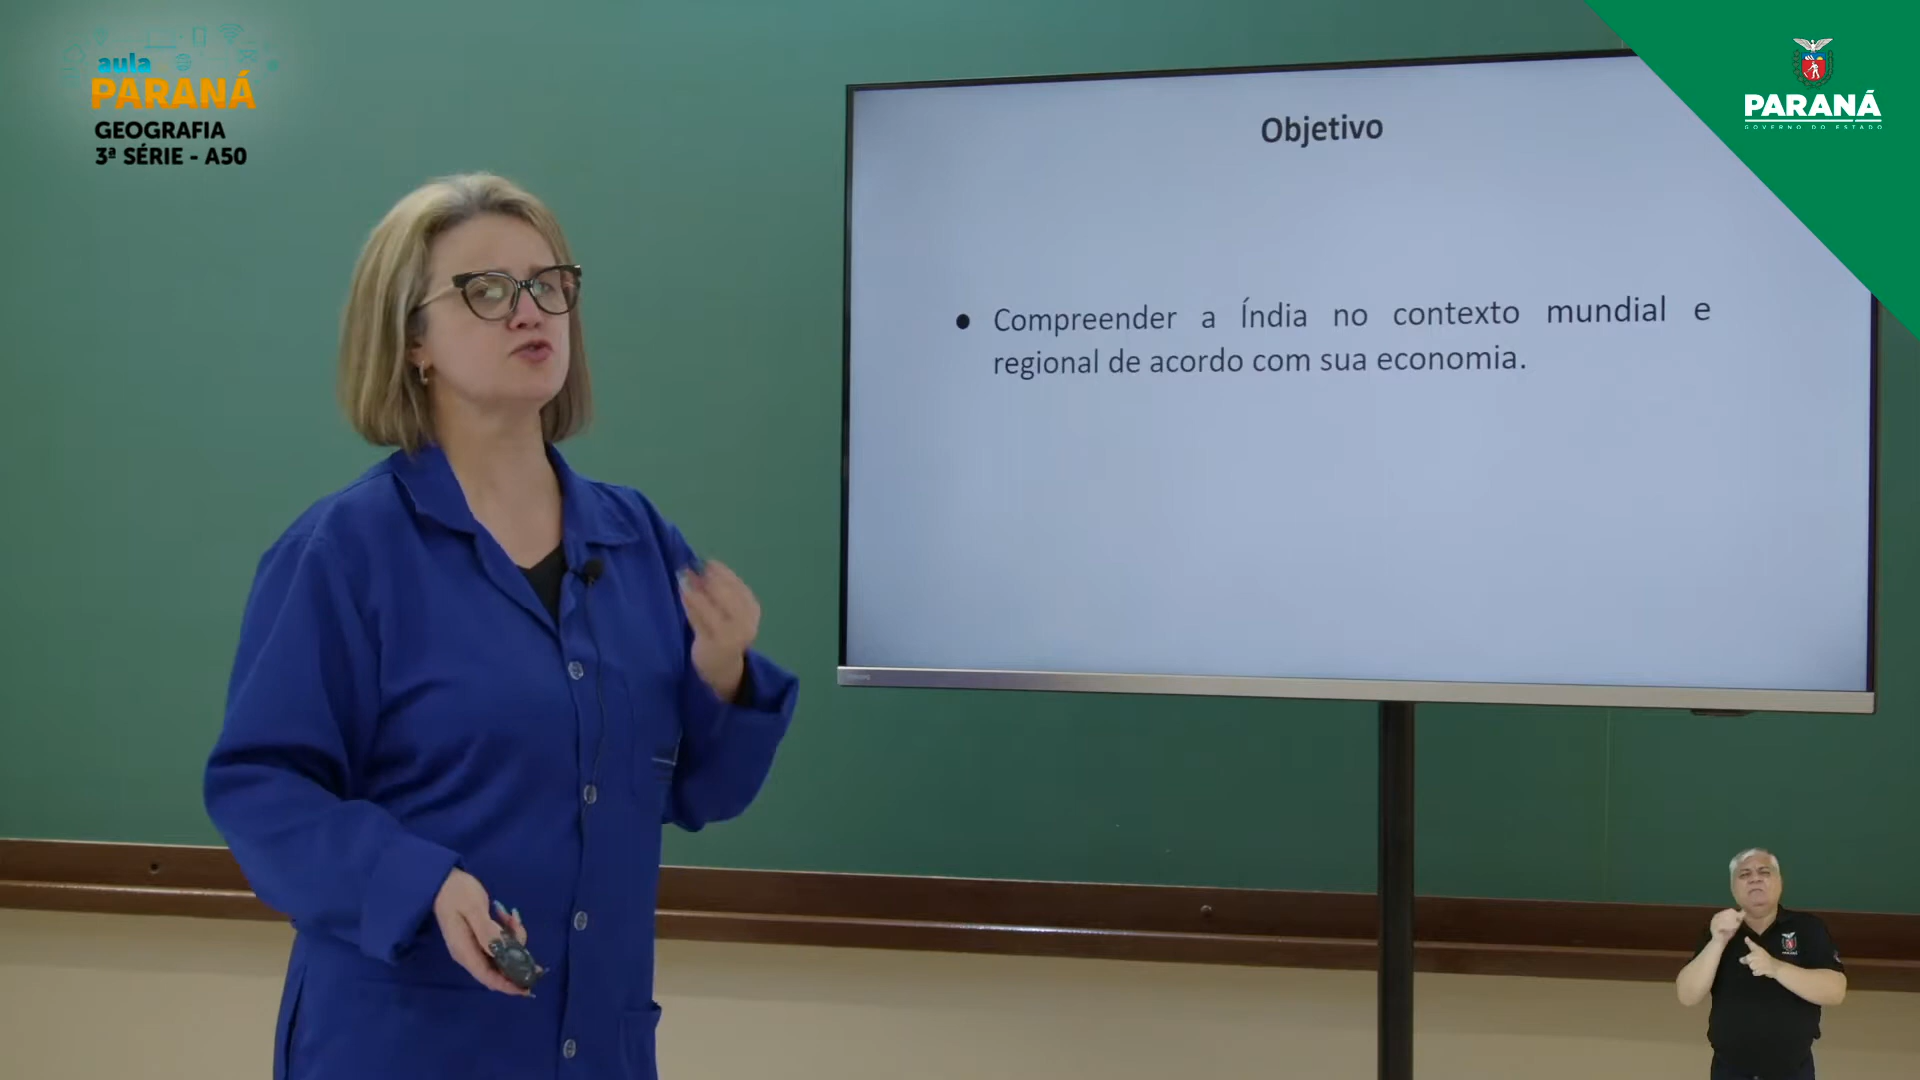 aula
PARANÁ
GEOGRAFIA
3ª SÉRIE - A50
PARANÁ
GOVERNO DO ESTADO
Objetivo
● Compreender a Índia no contexto mundial e
regional de acordo com sua economia.